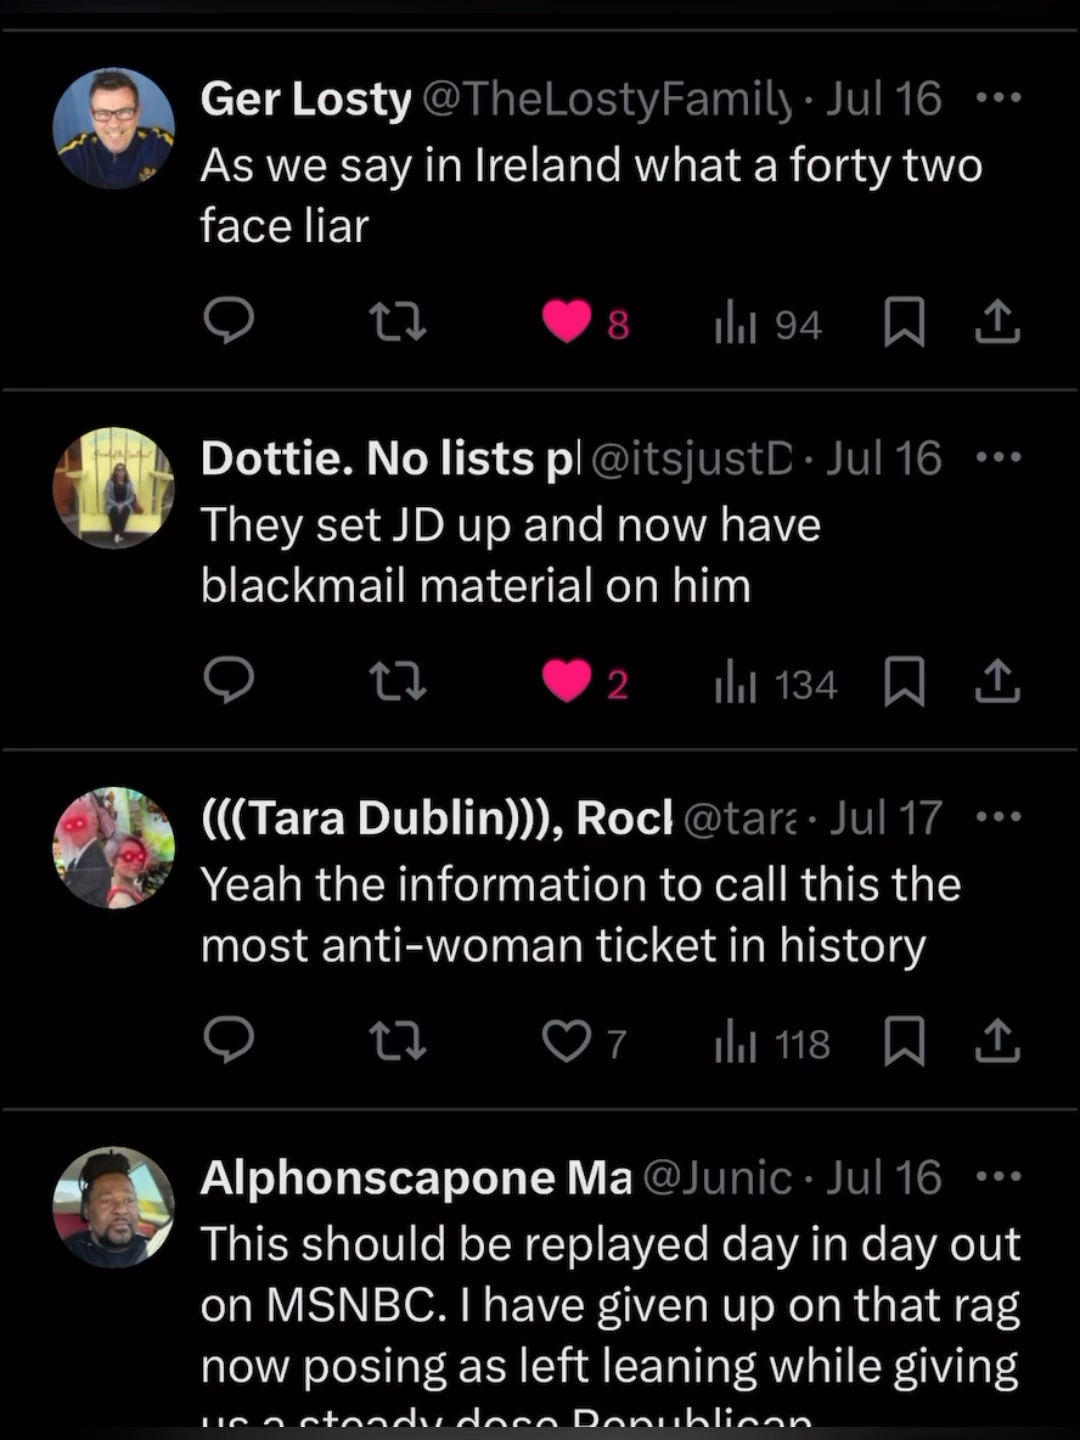 Ger Losty @TheLostyFamily · Jul 16
As we say in Ireland what a forty two
face liar
8 94
Dottie. No lists pl @itsjustD · Jul 16
They set JD up and now have
blackmail material on him
2 134
(((Tara Dublin))), Rock @tara · Jul 17
Yeah the information to call this the
most anti-woman ticket in history
7 118
Alphonscapone Ma @Junic · Jul 16
This should be replayed day in day out
on MSNBC. I have given up on that rag
now posing as left leaning while giving
us a steady dose Republican